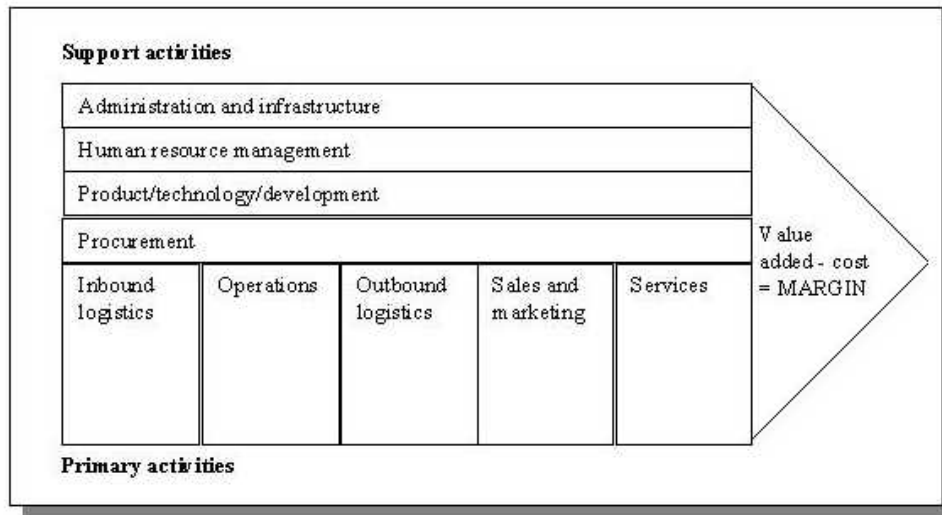 Support activities
Administration and infrastructure
Human resource management
Product/technology/development
Procurement
Value
added - cost
= MARGIN
Inbound
logistics
Operations
Outbound
logistics
Sales and
marketing
Services
Primary activities